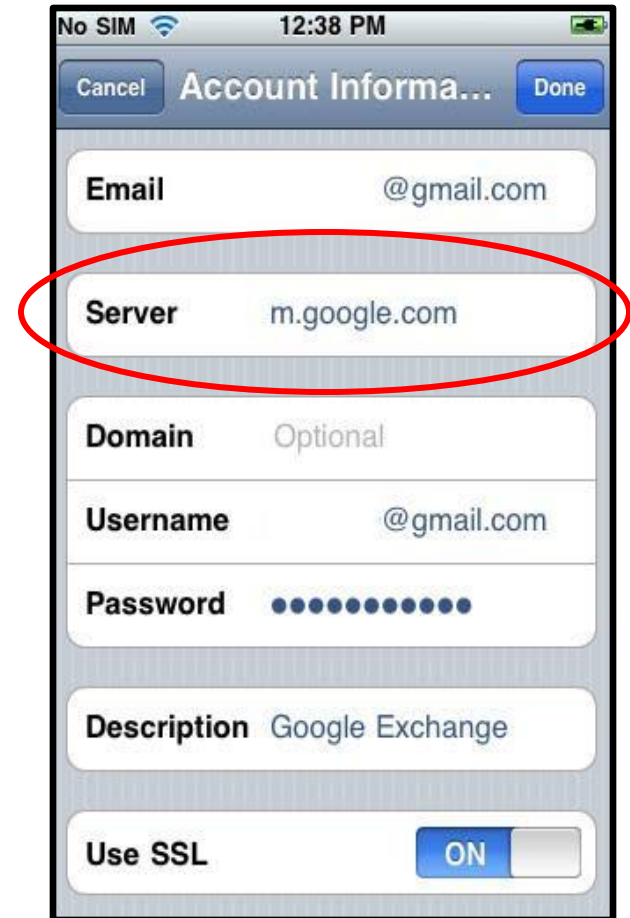 No SIM 12:38 PM
Cancel Account Informa... Done
Email @gmail.com
Server m.google.com
Domain Optional
Username @gmail.com
Password ●●●●●●●●●●●
Description Google Exchange
Use SSL ON